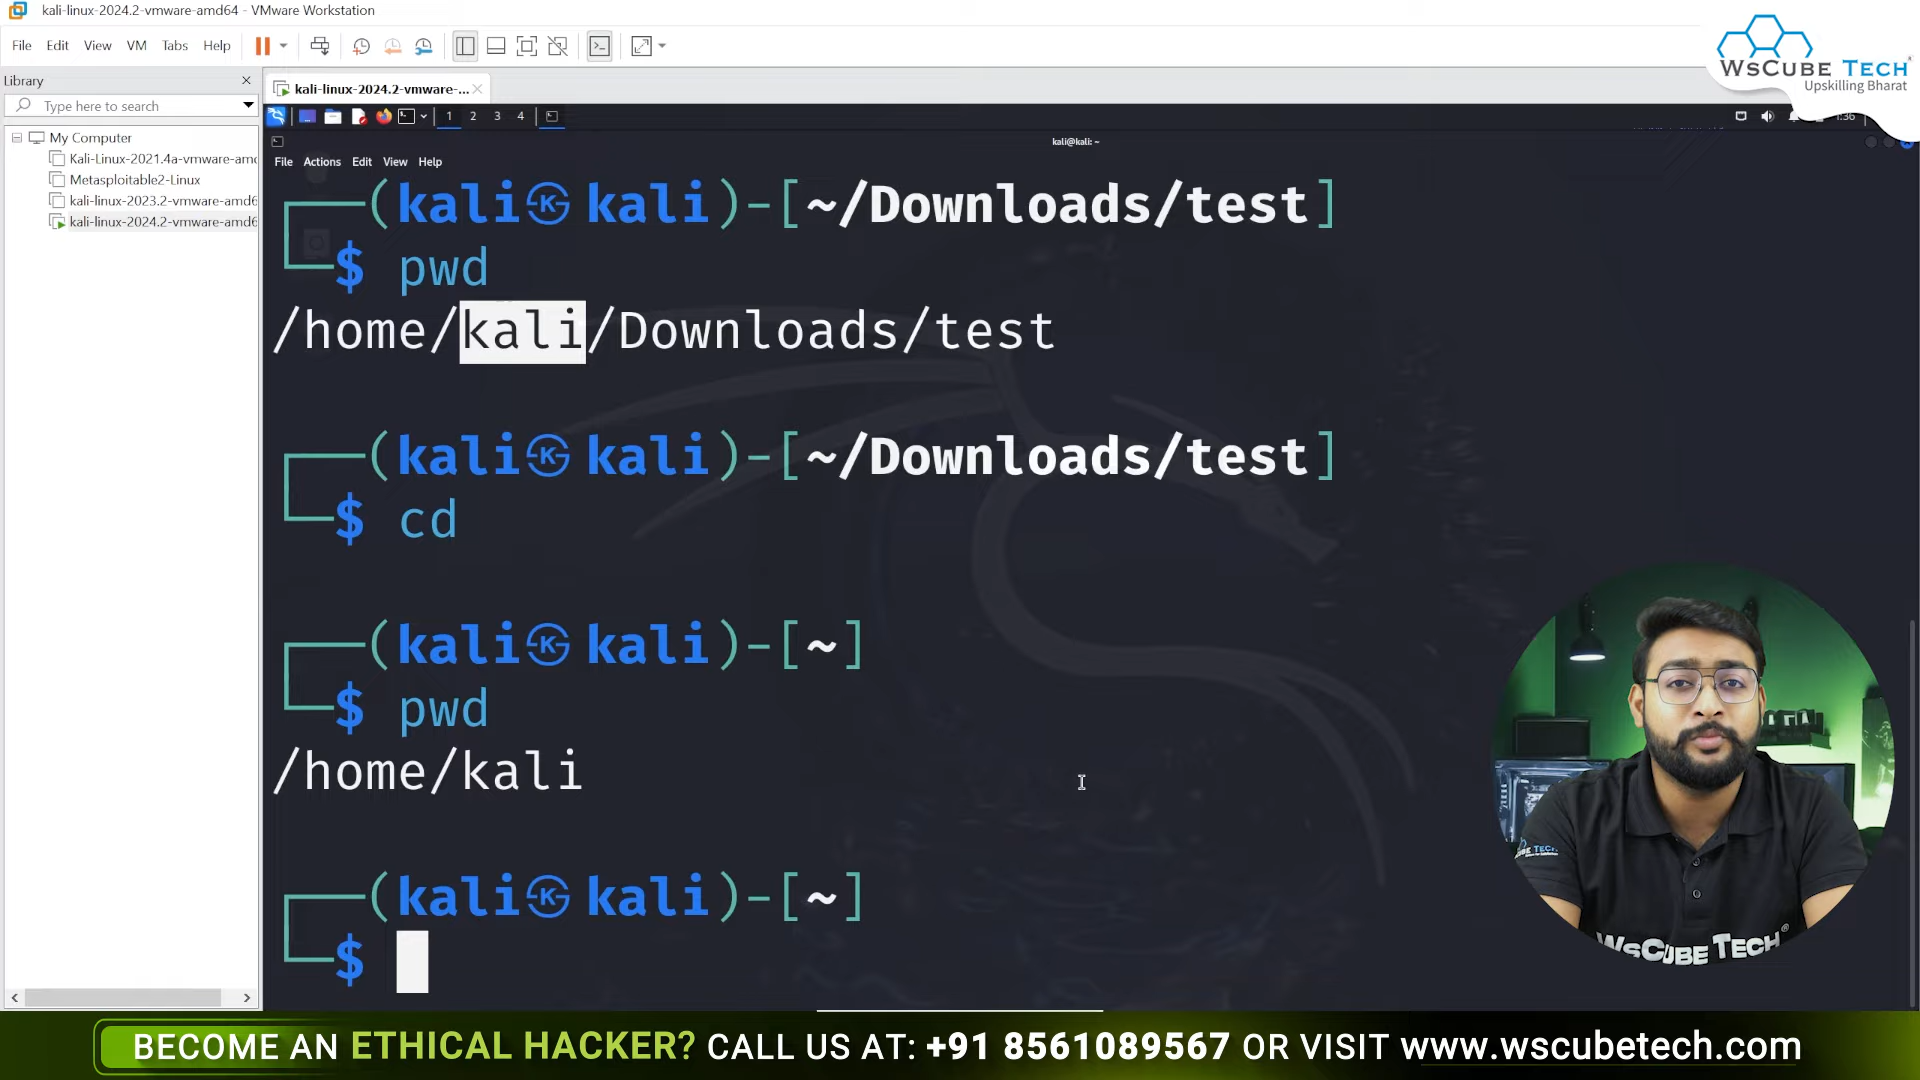 kali-linux-2024.2-vmware-amd64 - VMware Workstation
File Edit View VM Tabs Help
WsCube Tech
Upskilling Bharat
Library
Type here to search
My Computer
Kali-Linux-2021.4a-vmware-amd
Metasploitable2-Linux
kali-linux-2023.2-vmware-amd6
kali-linux-2024.2-vmware-amd6
kali-linux-2024.2-vmware-...
1 2 3 4
1:36
kali@kali: ~
File Actions Edit View Help
(kali㉿kali)-[~/Downloads/test]
$ pwd
/home/kali/Downloads/test
(kali㉿kali)-[~/Downloads/test]
$ cd
(kali㉿kali)-[~]
$ pwd
/home/kali
(kali㉿kali)-[~]
$
WsCube Tech®
BECOME AN ETHICAL HACKER? CALL US AT: +91 8561089567 OR VISIT www.wscubetech.com